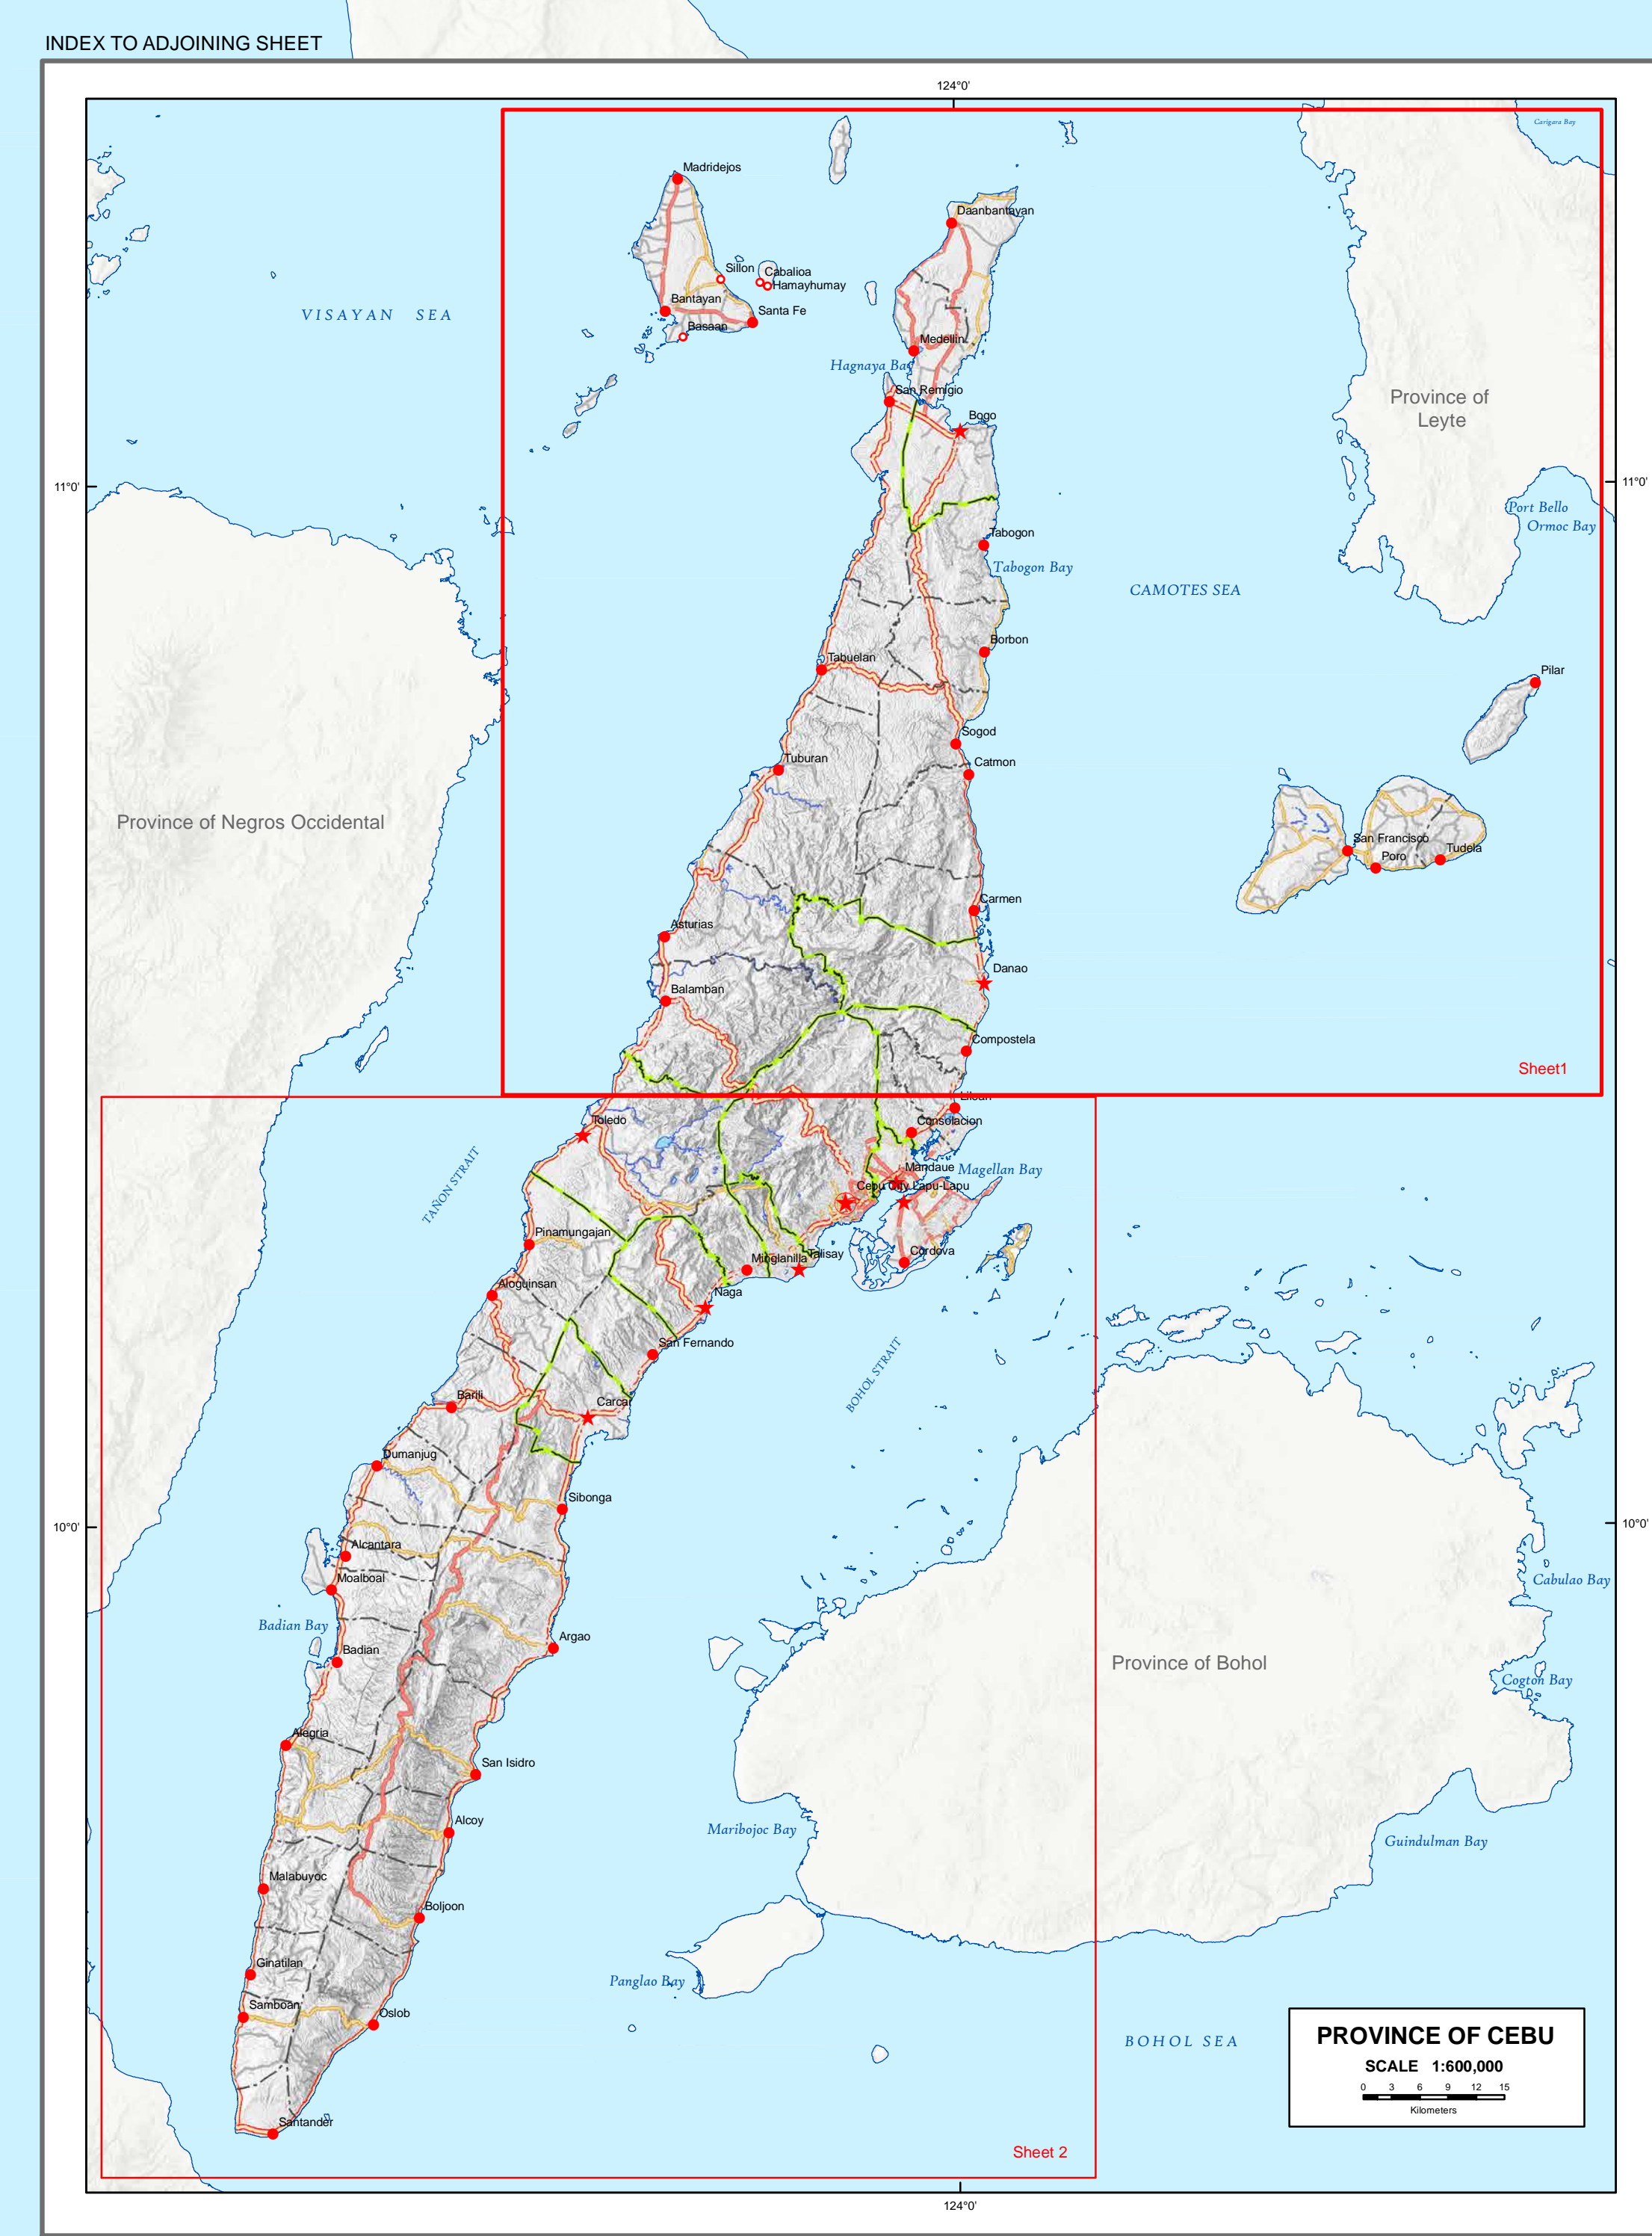 INDEX TO ADJOINING SHEET
124°0'
Carigara Bay
Madridejos
Daanbantayan
Sillon
Cabalioa
Hamayhumay
Bantayan
Santa Fe
VISAYAN SEA
Basaan
Medellin
Hagnaya Bay
San Remigio
Province of
Leyte
Bogo
11°0'
11°0'
Port Bello
Ormoc Bay
Tabogon
Tabogon Bay
CAMOTES SEA
Borbon
Tabuelan
Pilar
Sogod
Tuburan
Catmon
Province of Negros Occidental
San Francisco
Poro
Tudela
Carmen
Asturias
Danao
Balamban
Compostela
Sheet1
Liloan
Toledo
Consolacion
Mandaue
Magellan Bay
TAÑON STRAIT
Cebu City
Lapu-Lapu
Pinamungajan
Cordova
Talisay
Minglanilla
Aloguinsan
Naga
San Fernando
BOHOL STRAIT
Barili
Carcar
Dumanjug
Sibonga
10°0'
10°0'
Alcantara
Moalboal
Cabulao Bay
Badian Bay
Argao
Badian
Province of Bohol
Cogton Bay
Alegria
San Isidro
Alcoy
Maribojoc Bay
Guindulman Bay
Malabuyoc
Boljoon
Ginatilan
Panglao Bay
Samboan
Oslob
BOHOL SEA
PROVINCE OF CEBU
SCALE 1:600,000
0 3 6 9 12 15
Kilometers
Santander
Sheet 2
124°0'